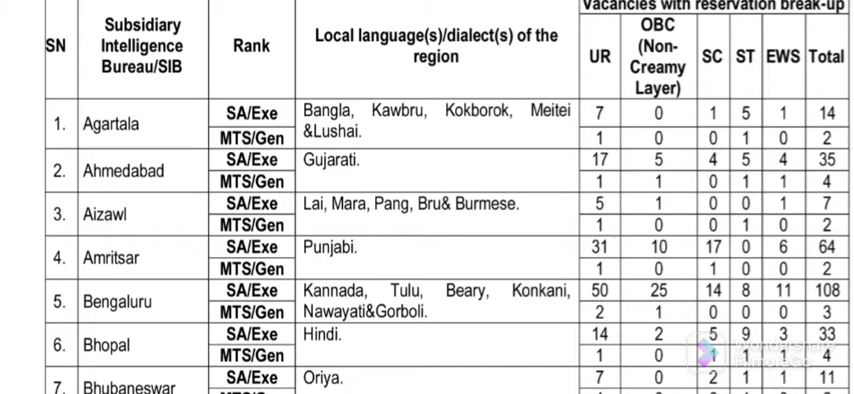 Vacancies with reservation break-up
SN Subsidiary Intelligence Bureau/SIB Rank Local language(s)/dialect(s) of the region UR OBC (Non-Creamy Layer) SC ST EWS Total
1. Agartala SA/Exe Bangla, Kawbru, Kokborok, Meitei &Lushai. 7 0 1 5 1 14
MTS/Gen 1 0 0 1 0 2
2. Ahmedabad SA/Exe Gujarati. 17 5 4 5 4 35
MTS/Gen 1 1 0 1 1 4
3. Aizawl SA/Exe Lai, Mara, Pang, Bru& Burmese. 5 1 0 0 1 7
MTS/Gen 1 0 0 1 0 2
4. Amritsar SA/Exe Punjabi. 31 10 17 0 6 64
MTS/Gen 1 0 1 0 0 2
5. Bengaluru SA/Exe Kannada, Tulu, Beary, Konkani, Nawayati&Gorboli. 50 25 14 8 11 108
MTS/Gen 2 1 0 0 0 3
6. Bhopal SA/Exe Hindi. 14 2 5 9 3 33
MTS/Gen 1 0 1 1 4
7. Bhubaneswar SA/Exe Oriya. 7 0 2 1 1 11
MTS/Gen
Wondershare
FilmoraGo